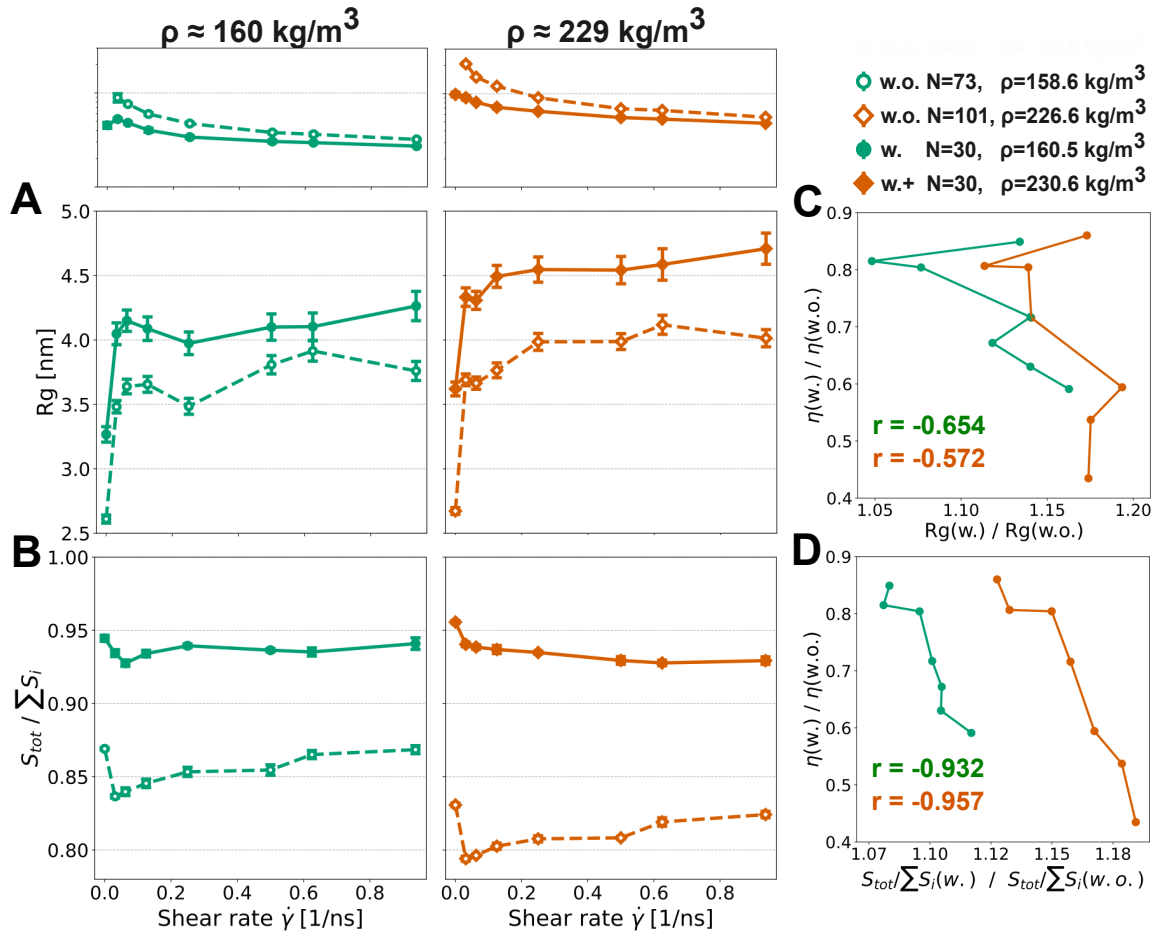 ρ ≈ 160 kg/m³
ρ ≈ 229 kg/m³
w.o. N=73, ρ=158.6 kg/m³
w.o. N=101, ρ=226.6 kg/m³
w. N=30, ρ=160.5 kg/m³
w.+ N=30, ρ=230.6 kg/m³
A
5.0
4.5
4.0
3.5
3.0
2.5
Rg [nm]
C
0.9
0.8
0.7
0.6
0.5
0.4
η(w.) / η(w.o.)
r = -0.654
r = -0.572
1.05
1.10
1.15
1.20
Rg(w.) / Rg(w.o.)
B
1.00
0.95
0.90
0.85
0.80
S_tot / ∑S_i
0.0
0.2
0.4
0.6
0.8
Shear rate γ̇ [1/ns]
0.0
0.2
0.4
0.6
0.8
Shear rate γ̇ [1/ns]
D
0.9
0.8
0.7
0.6
0.5
0.4
η(w.) / η(w.o.)
r = -0.932
r = -0.957
1.07
1.10
1.12
1.15
1.18
S_tot/∑S_i(w.) / S_tot/∑S_i(w.o.)